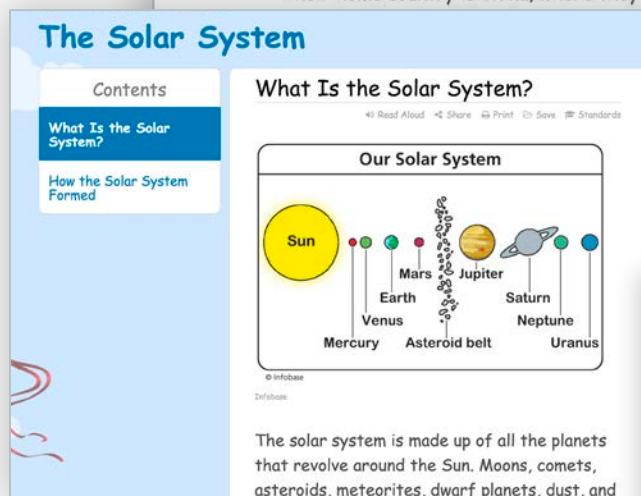 The Solar System
Contents
What Is the Solar
System?
How the Solar System
Formed
What Is the Solar System?
Read Aloud Share Print Save Standards
Our Solar System
Sun
Mars Jupiter
Earth Saturn
Venus Neptune
Mercury Asteroid belt Uranus
© Infobase
Infobase
The solar system is made up of all the planets
that revolve around the Sun. Moons, comets,
asteroids, meteorites, dwarf planets, dust, and